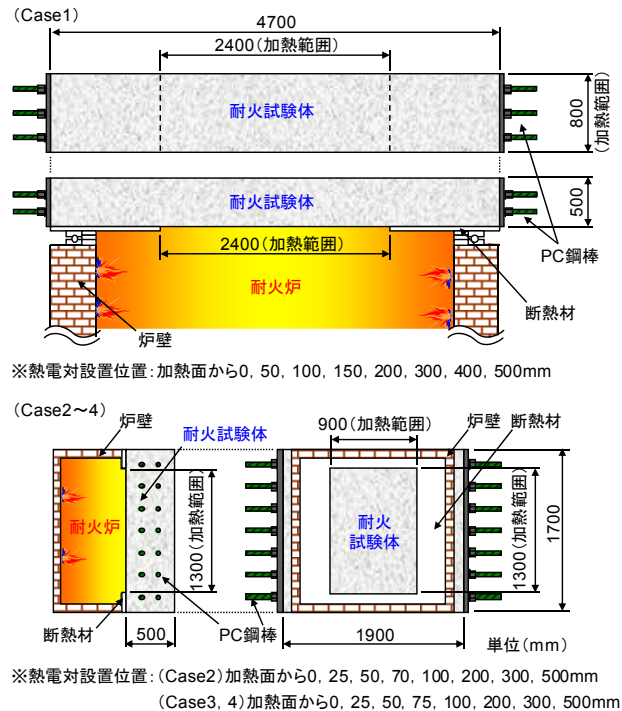 (Case1)
4700
2400(加熱範囲)
耐火試験体
800
(加熱範囲)
耐火試験体
500
2400(加熱範囲)
PC鋼棒
耐火炉
断熱材
炉壁
※熱電対設置位置:加熱面から0, 50, 100, 150, 200, 300, 400, 500mm
(Case2~4)
炉壁
耐火試験体
900(加熱範囲)
炉壁
断熱材
耐火炉
1300(加熱範囲)
耐火
試験体
1300(加熱範囲)
1700
断熱材
500
PC鋼棒
1900
単位(mm)
※熱電対設置位置:(Case2)加熱面から0, 25, 50, 70, 100, 200, 300, 500mm
(Case3, 4)加熱面から0, 25, 50, 75, 100, 200, 300, 500mm